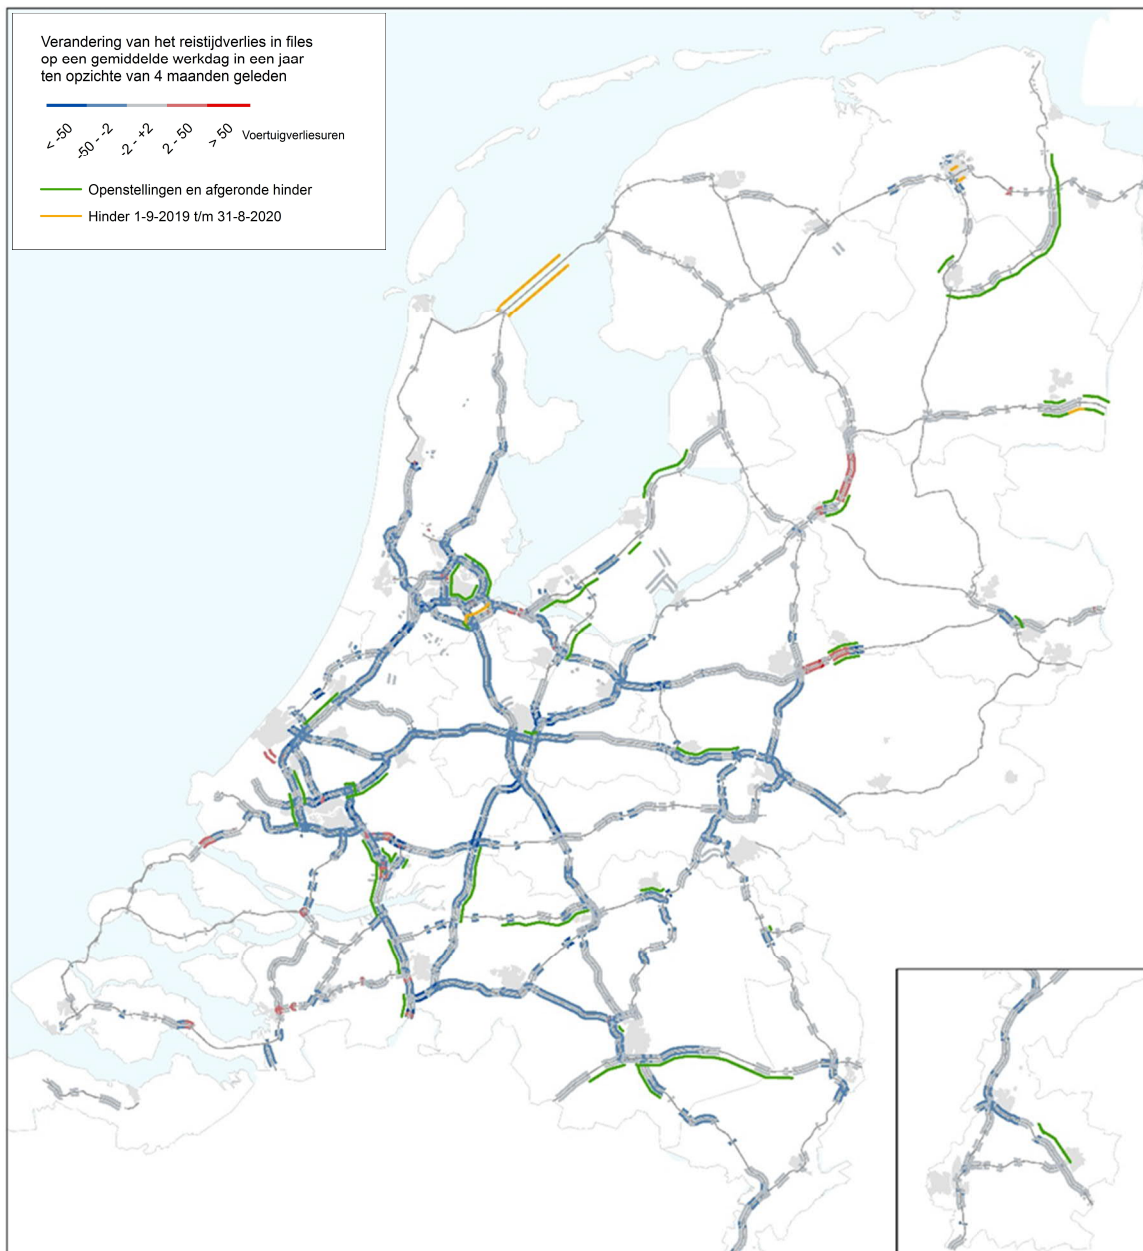 Verandering van het reistijdverlies in files
op een gemiddelde werkdag in een jaar
ten opzichte van 4 maanden geleden
< -50
-50 - -2
-2 - +2
2 - 50
> 50
Voertuigverliesuren
Openstellingen en afgeronde hinder
Hinder 1-9-2019 t/m 31-8-2020